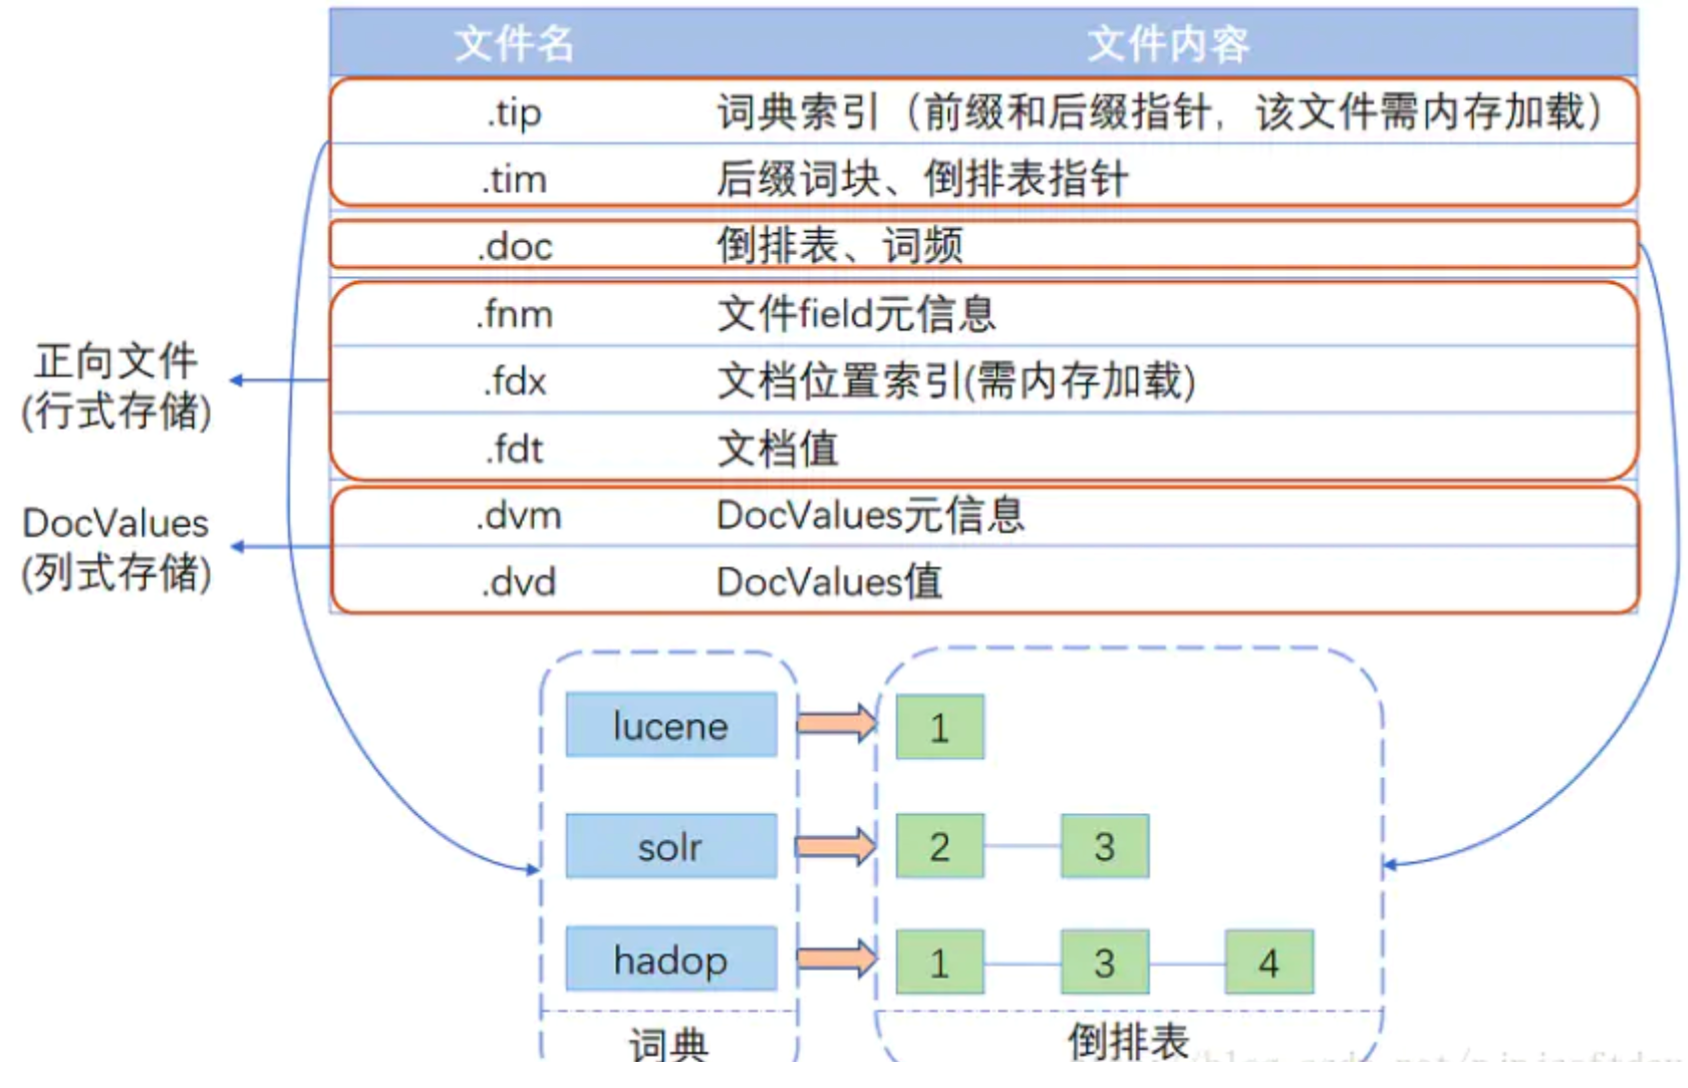 文件名 文件内容
.tip 词典索引（前缀和后缀指针，该文件需内存加载）
.tim 后缀词块、倒排表指针
.doc 倒排表、词频
.fnm 文件field元信息
.fdx 文档位置索引(需内存加载)
.fdt 文档值
.dvm DocValues元信息
.dvd DocValues值
正向文件
(行式存储)
DocValues
(列式存储)
lucene 1
solr 2 3
hadop 1 3 4
词典 倒排表